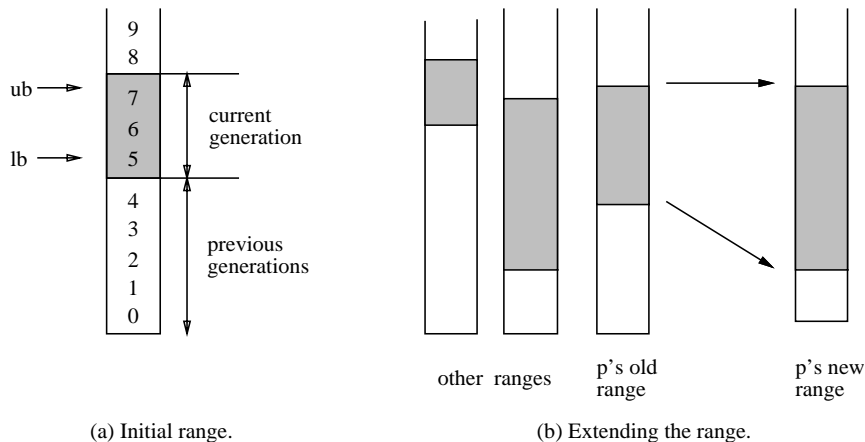 9
8
ub
7
6
lb
5
current
generation
4
3
2
1
0
previous
generations
(a) Initial range.
other ranges
p's old
range
p's new
range
(b) Extending the range.